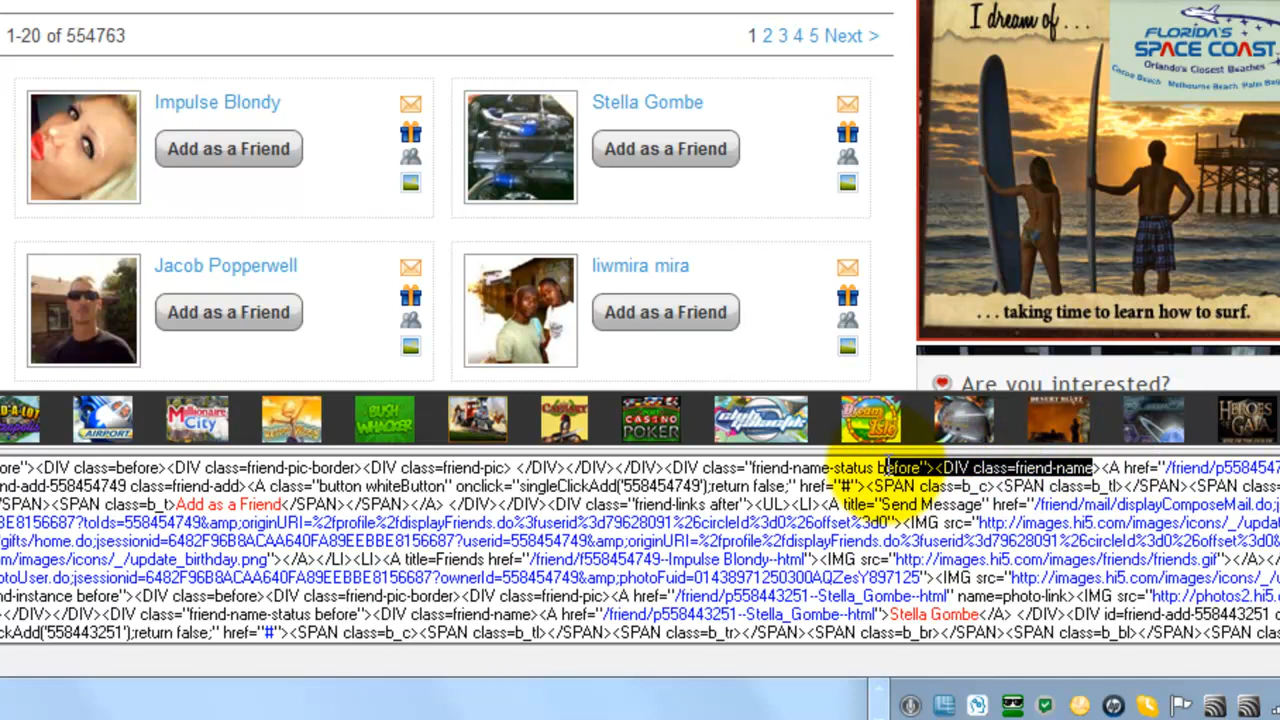 1-20 of 554763
1 2 3 4 5 Next >
Impulse Blondy
Add as a Friend
Stella Gombe
Add as a Friend
Jacob Popperwell
Add as a Friend
liwmira mira
Add as a Friend
I dream of . . .
FLORIDA'S
SPACE COAST
Orlando's Closest Beaches
Cocoa Beach Melbourne Beach Palm Ba
. . . taking time to learn how to surf.
Are you interested?
AIRPORT
Millionaire
City
BUSH
WHACKER
CASINO
POKER
HEROES
OF GAIA
ore"><DIV class=before><DIV class=friend-pic-border><DIV class=friend-pic> </DIV></DIV></DIV><DIV class="friend-name-status before"><DIV class=friend-name><A href="/friend/p5584547
nd-add-558454749 class=friend-add><A class="button whiteButton" onclick="singleClickAdd('558454749');return false;" href="#"><SPAN class=b_c><SPAN class=b_tl></SPAN><SPAN class
/SPAN><SPAN class=b_t>Add as a Friend</SPAN></SPAN></A> </DIV></DIV><DIV class="friend-links after"><UL><LI><A title="Send Message" href="/friend/mail/displayComposeMail.do;j
BE8156687?toIds=558454749&amp;originURI=%2fprofile%2fdisplayFriends.do%3fuserid%3d79628091%26circleId%3d0%26offset%3d0"><IMG src="http://images.hi5.com/images/icons/_/upda
gifts/home.do;jsessionid=6482F96B8ACAA640FA89EEBBE8156687?userid=558454749&amp;originURI=%2fprofile%2fdisplayFriends.do%3fuserid%3d79628091%26circleId%3d0%26offset%3d0&
om/images/icons/_/update_birthday.png"></A></LI><LI><A title=Friends href="/friend/f558454749--Impulse Blondy--html"><IMG src="http://images.hi5.com/images/friends/friends.gif"></A><
otoUser.do;jsessionid=6482F96B8ACAA640FA89EEBBE8156687?ownerId=558454749&amp;photoFuid=01438971250300AQZesY897125"><IMG src="http://images.hi5.com/images/icons/_/
nd-instance before><DIV class=before><DIV class=friend-pic-border><DIV class=friend-pic><A href="/friend/p558443251--Stella_Gombe--html" name=photo-link><IMG src="http://photos2.hi5.
></DIV></DIV><DIV class="friend-name-status before"><DIV class=friend-name><A href="/friend/p558443251--Stella_Gombe--html">Stella Gombe</A> </DIV><DIV id=friend-add-558443251 c
ckAdd('558443251');return false;" href="#"><SPAN class=b_c><SPAN class=b_tl></SPAN><SPAN class=b_tr></SPAN><SPAN class=b_br></SPAN><SPAN class=b_bl></SPAN><SPAN clas